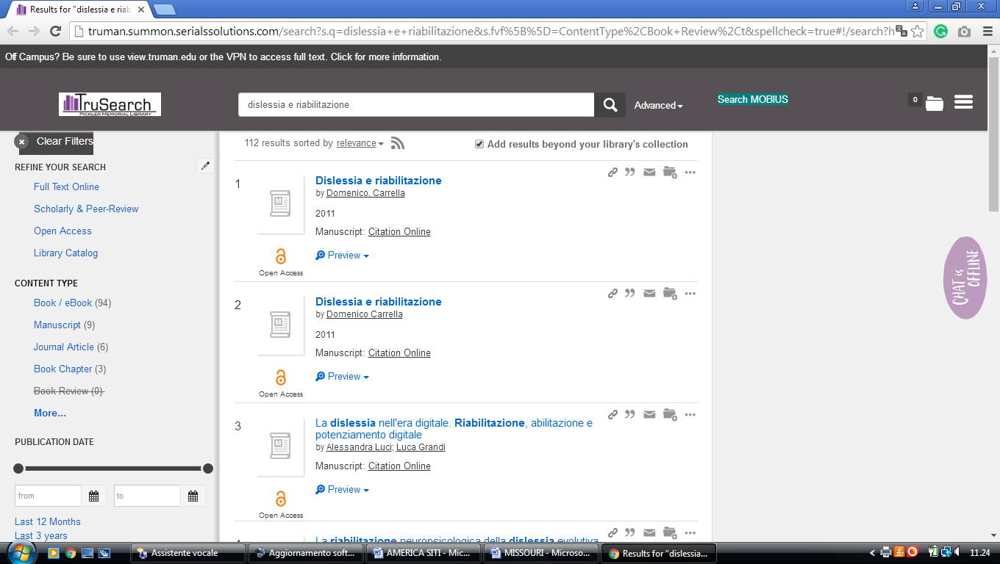 Results for "dislessia e riab
truman.summon.serialssolutions.com/search?s.q=dislessia+e+riabilitazione&s.fvf%5B%5D=ContentType%2CBook+Review%2Ct&spellcheck=true#!/search?h
Off Campus? Be sure to use view.truman.edu or the VPN to access full text. Click for more information.
TruSearch
PICKLER MEMORIAL LIBRARY
dislessia e riabilitazione
Advanced
Search MOBIUS
0
Clear Filters
REFINE YOUR SEARCH
Full Text Online
Scholarly & Peer-Review
Open Access
Library Catalog
CONTENT TYPE
Book / eBook (94)
Manuscript (9)
Journal Article (6)
Book Chapter (3)
Book Review (0)
More...
PUBLICATION DATE
from
to
Last 12 Months
Last 3 years
112 results sorted by relevance
Add results beyond your library's collection
1
Dislessia e riabilitazione
by Domenico. Carrella
2011
Manuscript: Citation Online
Preview
Open Access
2
Dislessia e riabilitazione
by Domenico Carrella
2011
Manuscript: Citation Online
Preview
Open Access
3
La dislessia nell'era digitale. Riabilitazione, abilitazione e
potenziamento digitale
by Alessandra Luci; Luca Grandi
Manuscript: Citation Online
Preview
Open Access
La riabilitazione neuropsicologica della dislessia evolutiva
CHAT is
OFFLINE
Assistente vocale
Aggiornamento soft...
AMERICA SITI - Mic...
MISSOURI - Microso...
Results for "dislessia...
11.24